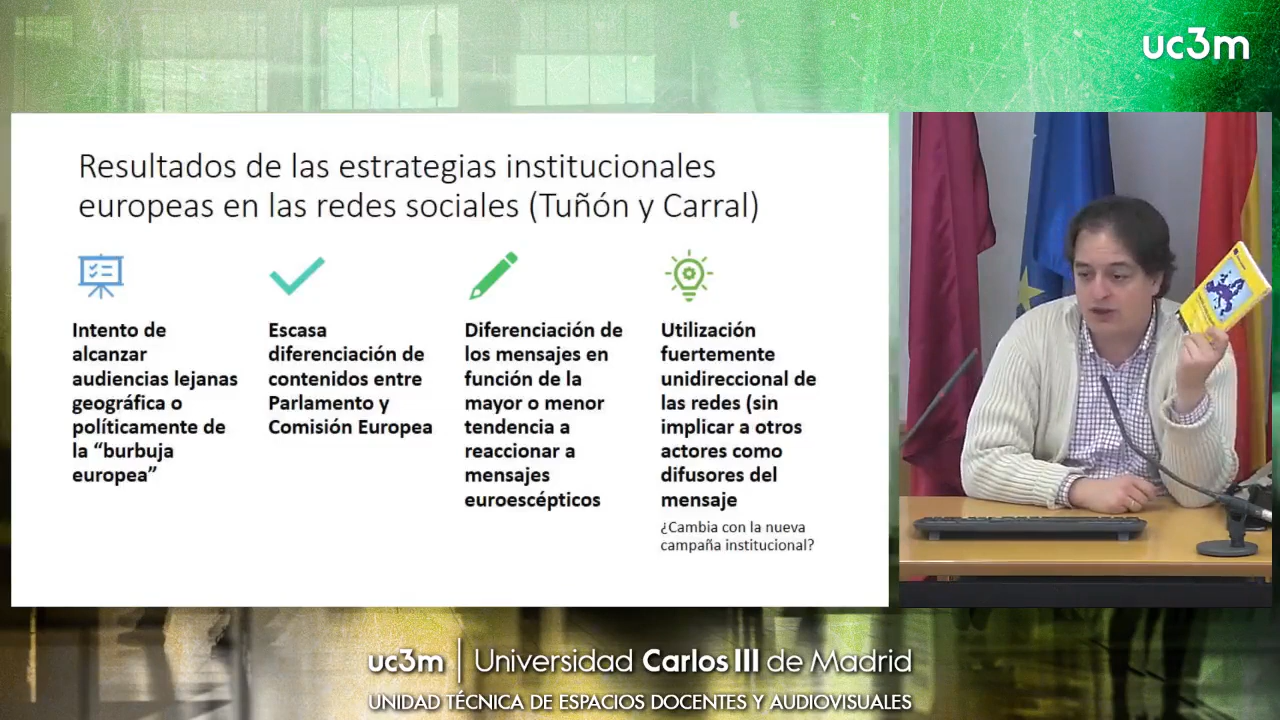 uc3m
Resultados de las estrategias institucionales
europeas en las redes sociales (Tuñón y Carral)
Intento de
alcanzar
audiencias lejanas
geográfica o
políticamente de
la “burbuja
europea”
Escasa
diferenciación de
contenidos entre
Parlamento y
Comisión Europea
Diferenciación de
los mensajes en
función de la
mayor o menor
tendencia a
reaccionar a
mensajes
euroescépticos
Utilización
fuertemente
unidireccional de
las redes (sin
implicar a otros
actores como
difusores del
mensaje
¿Cambia con la nueva
campaña institucional?
uc3m | Universidad Carlos III de Madrid
UNIDAD TÉCNICA DE ESPACIOS DOCENTES Y AUDIOVISUALES